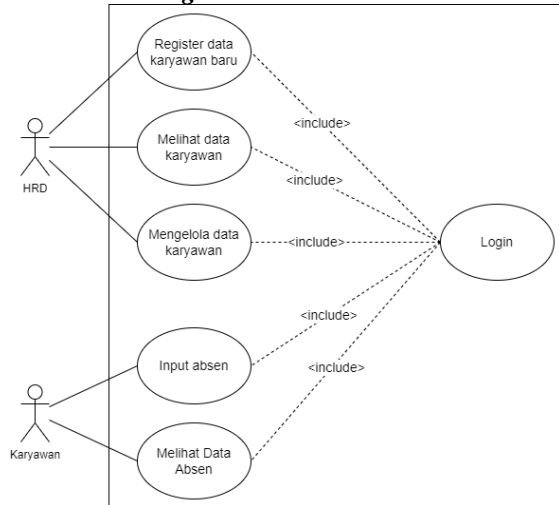 Register data
karyawan baru
<include>
Melihat data
karyawan
<include>
HRD
Mengelola data
karyawan
<include>
Login
<include>
Input absen
<include>
Karyawan
Melihat Data
Absen